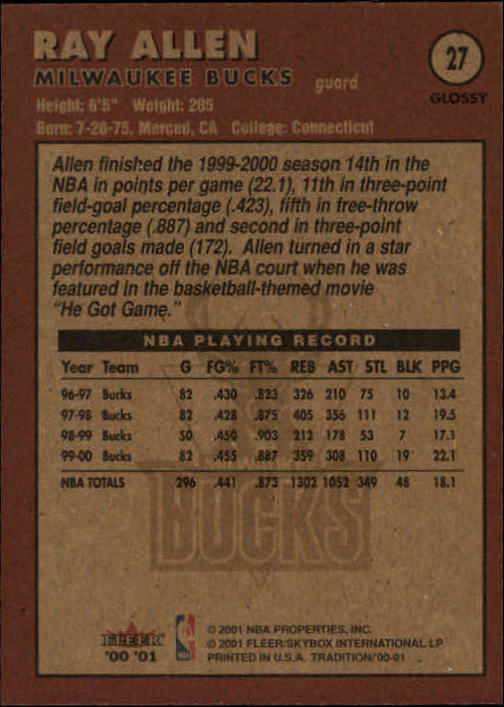 RAY ALLEN
27
MILWAUKEE BUCKS guard
GLOSSY
Height: 6'5" Weight: 205
Born: 7-20-75, Merced, CA College: Connecticut
Allen finished the 1999-2000 season 14th in the
NBA in points per game (22.1), 11th in three-point
field-goal percentage (.423), fifth in free-throw
percentage (.887) and second in three-point
field goals made (172). Allen turned in a star
performance off the NBA court when he was
featured in the basketball-themed movie
"He Got Game."
NBA PLAYING RECORD
Year Team G FG% FT% REB AST STL BLK PPG
96-97 Bucks 82 .430 .823 326 210 75 10 13.4
97-98 Bucks 82 .428 .875 405 356 111 12 19.5
98-99 Bucks 50 .450 .903 212 178 53 7 17.1
99-00 Bucks 82 .455 .887 359 308 110 19 22.1
NBA TOTALS 296 .441 .873 1302 1052 349 48 18.1
BUCKS
FLEER
'00 '01
© 2001 NBA PROPERTIES, INC.
© 2001 FLEER/SKYBOX INTERNATIONAL LP
PRINTED IN U.S.A. TRADITION/'00-01